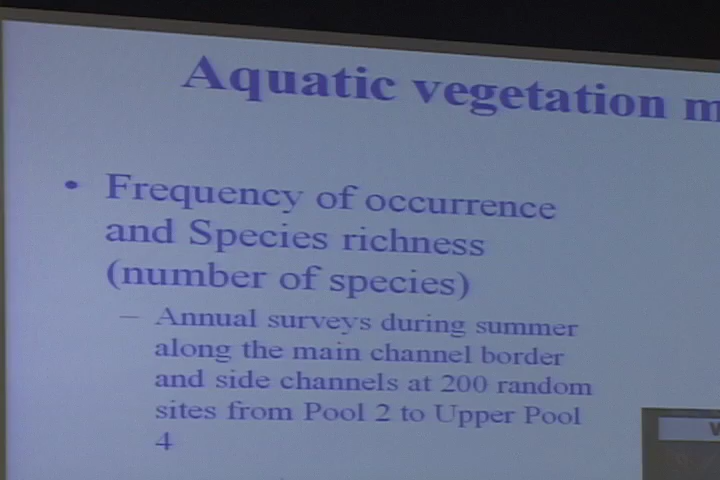 Aquatic vegetation m
• Frequency of occurrence
and Species richness
(number of species)
– Annual surveys during summer
along the main channel border
and side channels at 200 random
sites from Pool 2 to Upper Pool
4